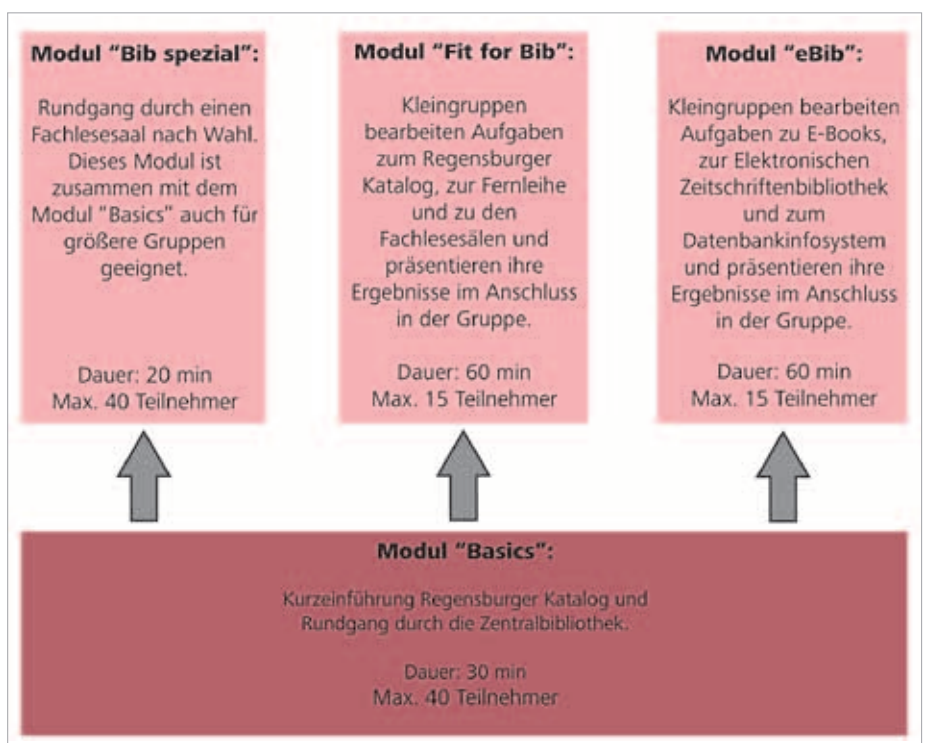 Modul "Bib spezial":
Rundgang durch einen
Fachlesesaal nach Wahl.
Dieses Modul ist
zusammen mit dem
Modul "Basics" auch für
größere Gruppen
geeignet.
Dauer: 20 min
Max. 40 Teilnehmer
Modul "Fit for Bib":
Kleingruppen
bearbeiten Aufgaben
zum Regensburger
Katalog, zur Fernleihe
und zu den
Fachlesesälen und
präsentieren ihre
Ergebnisse im Anschluss
in der Gruppe.
Dauer: 60 min
Max. 15 Teilnehmer
Modul "eBib":
Kleingruppen bearbeiten
Aufgaben zu E-Books,
zur Elektronischen
Zeitschriftenbibliothek
und zum
Datenbankinfosystem
und präsentieren ihre
Ergebnisse im Anschluss
in der Gruppe.
Dauer: 60 min
Max. 15 Teilnehmer
Modul "Basics":
Kurzeinführung Regensburger Katalog und
Rundgang durch die Zentralbibliothek.
Dauer: 30 min
Max. 40 Teilnehmer